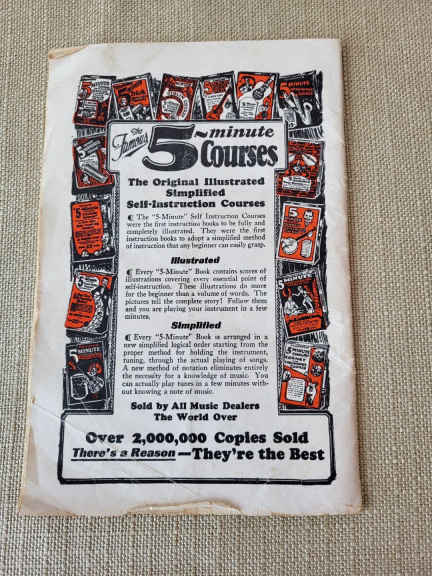 The
Famous
5-minute
Courses
The Original Illustrated
Simplified
Self-Instruction Courses
The "5-Minute" Self Instruction Courses
were the first instruction books to be fully and
completely illustrated. They were the first
instruction books to adopt a simplified method
of instruction that any beginner can easily grasp.
Illustrated
Every "5-Minute" Book contains scores of
illustrations covering every essential point of
self-instruction. These illustrations do more
for the beginner than a volume of words. The
pictures tell the complete story! Follow them
and you are playing your instrument in a few
minutes.
Simplified
Every "5-Minute" Book is arranged in a
new simplified logical order starting from the
proper method for holding the instrument,
tuning, through the actual playing of songs.
A new method of notation eliminates entirely
the necessity for a knowledge of music. You
can actually play tunes in a few minutes with-
out knowing a note of music.
Sold by All Music Dealers
The World Over
Over 2,000,000 Copies Sold
There's a Reason—They're the Best